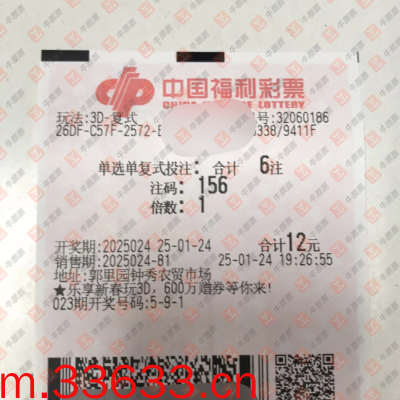 中国福利彩票
CHINA WELFARE LOTTERY
玩法:3D-复式 号:32060186
26DF-C57F-2572- 3338/9411F
单选单复式投注: 合计 6注
注码: 156
倍数: 1
开奖期:2025024 25-01-24 合计12元
销售期:2025024-81 25-01-24 19:26:55
地址:郭里园钟秀农贸市场
★乐享新春玩3D,600万赠券等你来!
023期开奖号码:5-9-1
m.33633.cn